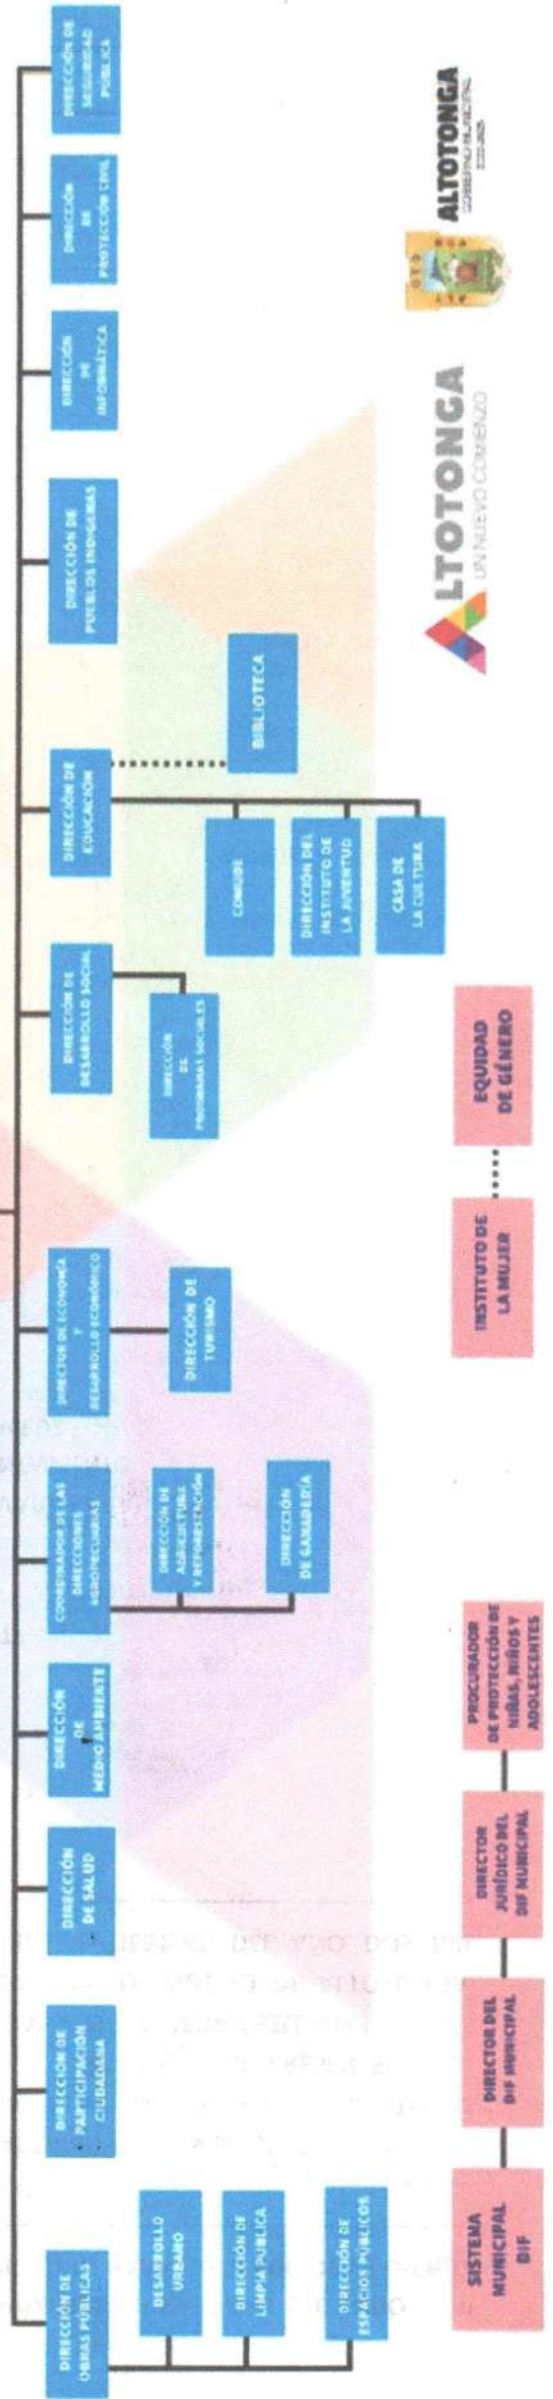 DIRECCIÓN DE
OBRAS PÚBLICAS
DESARROLLO
URBANO
DIRECCIÓN DE
LIMPIA PÚBLICA
DIRECCIÓN DE
ESPACIOS PÚBLICOS
DIRECCIÓN DE
PARTICIPACIÓN
CIUDADANA
DIRECCIÓN
DE SALUD
DIRECCIÓN
DE
MEDIO AMBIENTE
COORDINADOR DE LAS
DIRECCIONES
AGROPECUARIAS
DIRECCIÓN DE
AGRICULTURA
Y REFORESTACIÓN
DIRECCIÓN
DE GANADERÍA
DIRECTOR DE ECONOMÍA
Y
DESARROLLO ECONÓMICO
DIRECCIÓN DE
TURISMO
DIRECCIÓN DE
DESARROLLO SOCIAL
DIRECCIÓN
DE
PROGRAMAS SOCIALES
DIRECCIÓN DE
EDUCACIÓN
BIBLIOTECA
COMUDE
DIRECCIÓN DEL
INSTITUTO DE
LA JUVENTUD
CASA DE
LA CULTURA
DIRECCIÓN DE
PUEBLOS INDIGENAS
DIRECCIÓN
DE
INFORMÁTICA
DIRECCIÓN
DE
PROTECCIÓN CIVIL
DIRECCIÓN DE
SEGURIDAD
PÚBLICA
SISTEMA
MUNICIPAL
DIF
DIRECTOR DEL
DIF MUNICIPAL
DIRECTOR
JURÍDICO DEL
DIF MUNICIPAL
PROCURADOR
DE PROTECCIÓN DE
NIÑAS, NIÑOS Y
ADOLESCENTES
INSTITUTO DE
LA MUJER
EQUIDAD
DE GÉNERO
LTOTONGA
UN NUEVO COMIENZO
ALTOTONGA
GOBIERNO MUNICIPAL